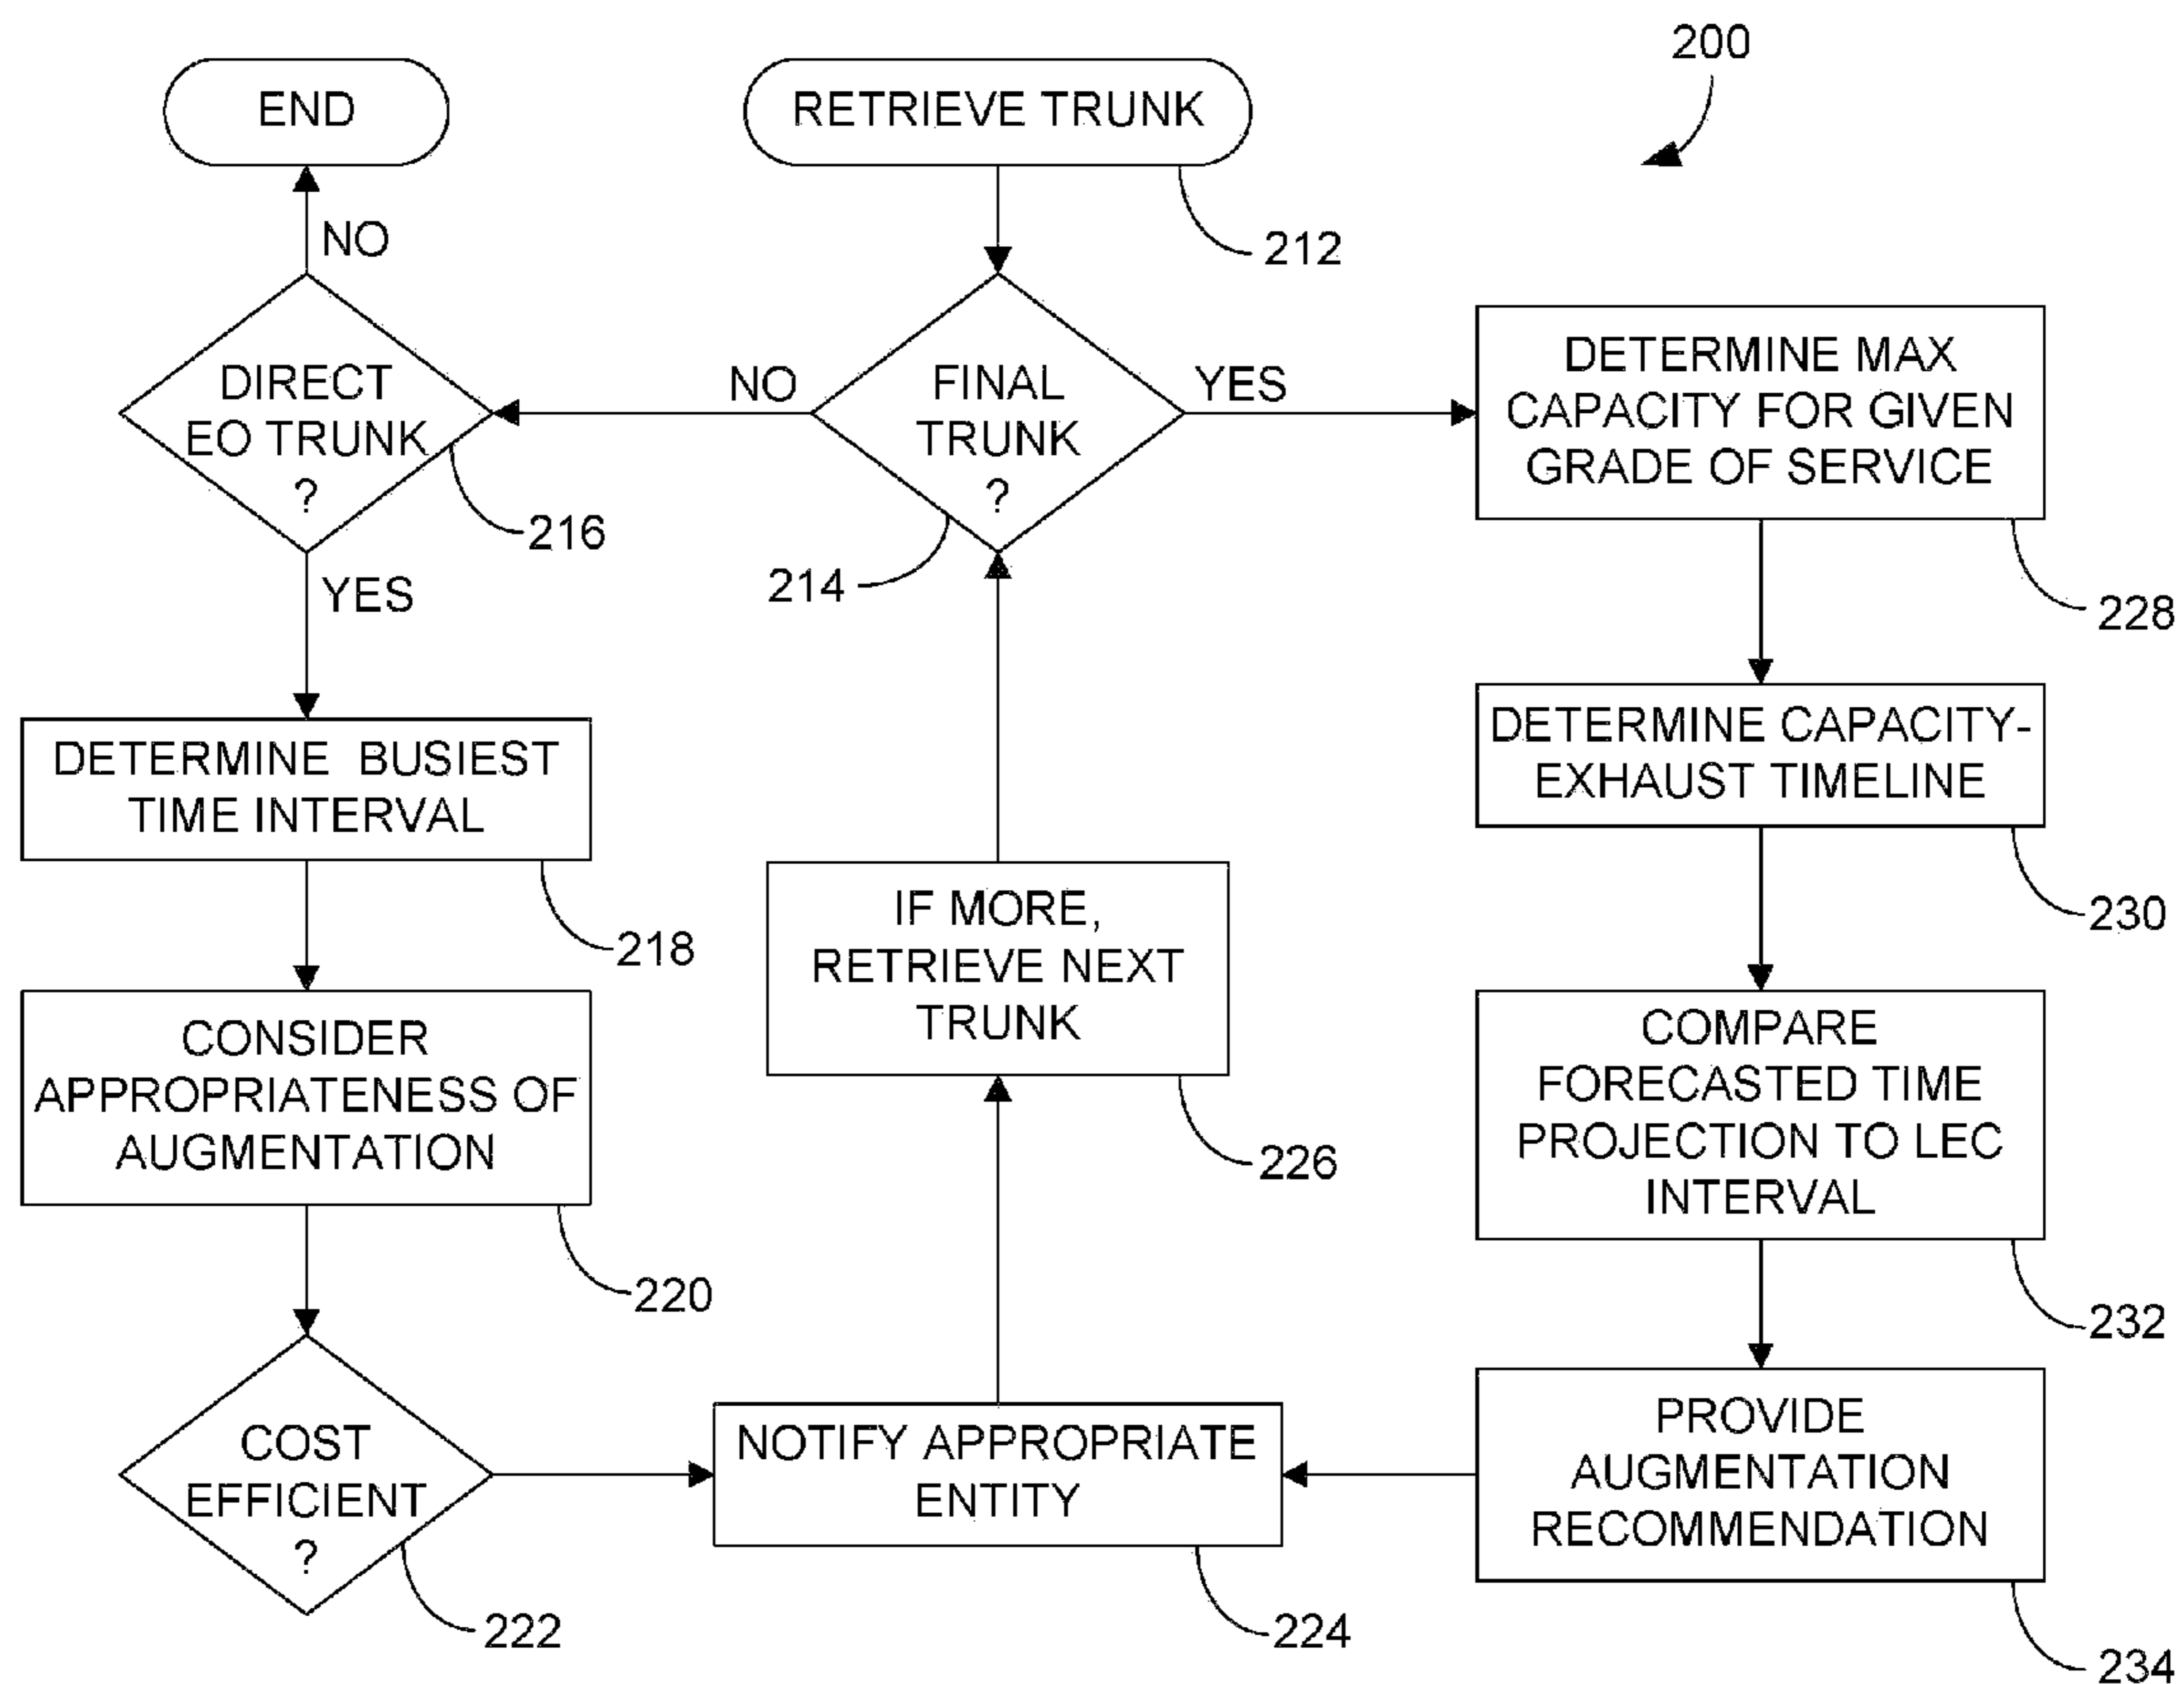 200
END
RETRIEVE TRUNK
212
NO
DIRECT
EO TRUNK
?
216
NO
FINAL
TRUNK
?
214
YES
DETERMINE MAX
CAPACITY FOR GIVEN
GRADE OF SERVICE
228
YES
DETERMINE BUSIEST
TIME INTERVAL
218
DETERMINE CAPACITY-
EXHAUST TIMELINE
230
IF MORE,
RETRIEVE NEXT
TRUNK
226
CONSIDER
APPROPRIATENESS OF
AUGMENTATION
220
COMPARE
FORECASTED TIME
PROJECTION TO LEC
INTERVAL
232
COST
EFFICIENT
?
222
NOTIFY APPROPRIATE
ENTITY
224
PROVIDE
AUGMENTATION
RECOMMENDATION
234